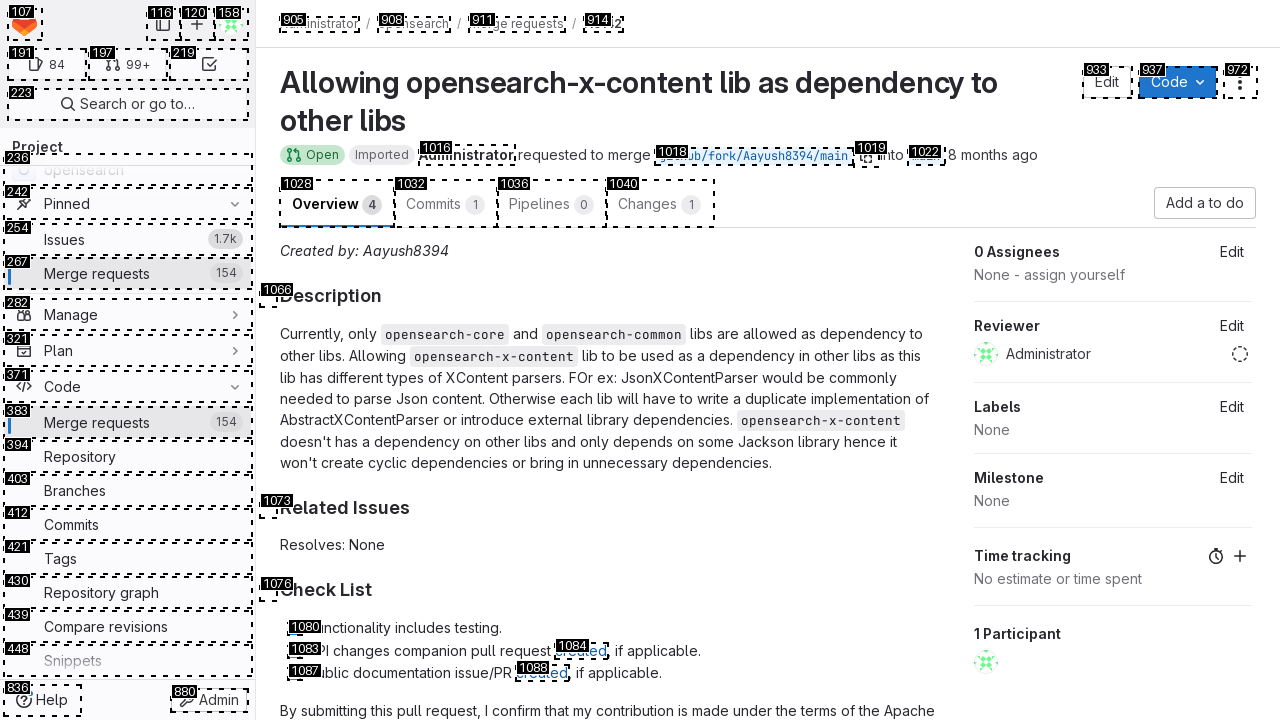 107
116
120
158
191
84
197
99+
219
223
Search or go to…
Project
236
opensearch
242
Pinned
254
Issues
1.7k
267
Merge requests
154
282
Manage
321
Plan
371
Code
383
Merge requests
154
394
Repository
403
Branches
412
Commits
421
Tags
430
Repository graph
439
Compare revisions
448
Snippets
836
Help
880
Admin
905
/
908
opensearch
/
911
Merge requests
/
914
Allowing opensearch-x-content lib as dependency to
other libs
933
Edit
937
Code
972
Open
Imported
1016
Administrator requested to merge
1018
github/fork/Aayush8394/main
1019
into
1022
8 months ago
1028
Overview 4
1032
Commits 1
1036
Pipelines 0
1040
Changes 1
Add a to do
Created by: Aayush8394
1066
Description
Currently, only opensearch-core and opensearch-common libs are allowed as dependency to
other libs. Allowing opensearch-x-content lib to be used as a dependency in other libs as this
lib has different types of XContent parsers. FOr ex: JsonXContentParser would be commonly
needed to parse Json content. Otherwise each lib will have to write a duplicate implementation of
AbstractXContentParser or introduce external library dependencies. opensearch-x-content
doesn't has a dependency on other libs and only depends on some Jackson library hence it
won't create cyclic dependencies or bring in unnecessary dependencies.
1073
Related Issues
Resolves: None
1076
Check List
1080
functionality includes testing.
1083
API changes companion pull request
1084
created, if applicable.
1087
Public documentation issue/PR
1088
created, if applicable.
By submitting this pull request, I confirm that my contribution is made under the terms of the Apache
0 Assignees
Edit
None - assign yourself
Reviewer
Edit
Administrator
Labels
Edit
None
Milestone
Edit
None
Time tracking
No estimate or time spent
1 Participant